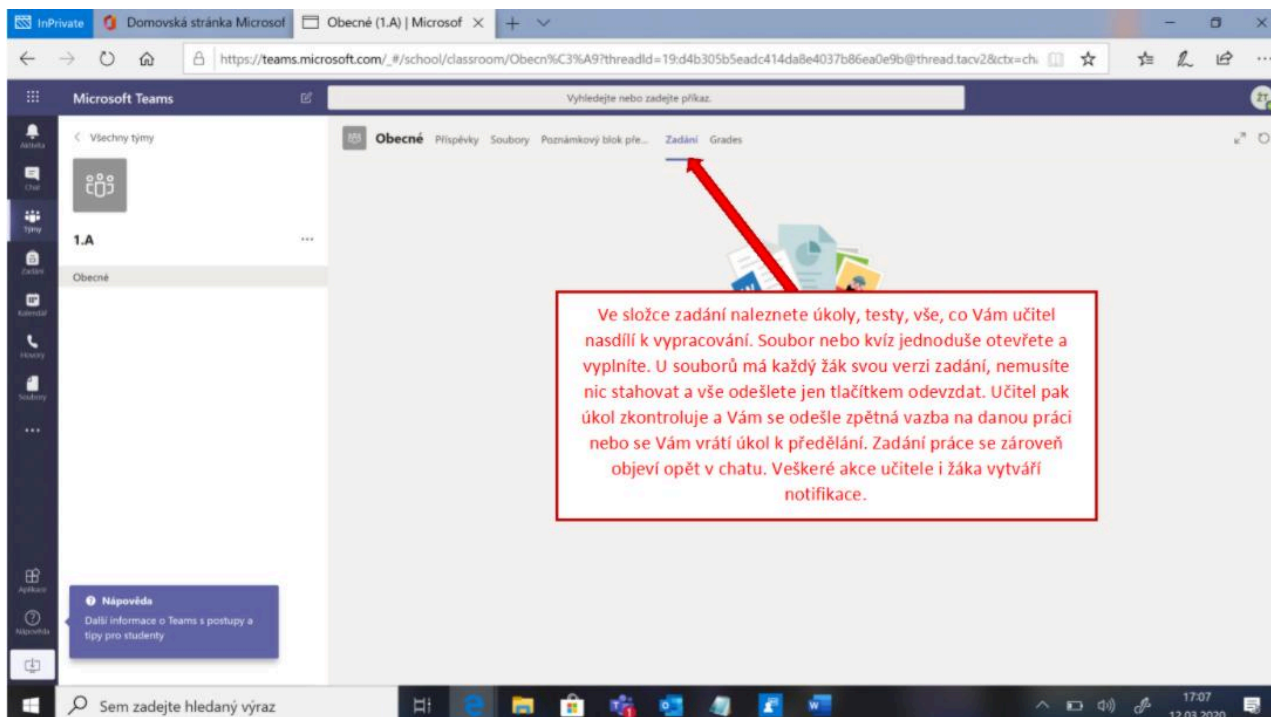 InPrivate
Domovská stránka Microsof
Obecné (1.A) | Microsof
https://teams.microsoft.com/_#/school/classroom/Obecn%C3%A9?threadId=19:d4b305b5eadc414da8e4037b86ea0e9b@thread.tacv2&ctx=ch
Microsoft Teams
Vyhledejte nebo zadejte příkaz.
ŽT
Aktivita
Chat
Týmy
Zadání
Kalendář
Hovory
Soubory
Aplikace
Nápověda
Všechny týmy
1.A
Obecné
Obecné Příspěvky Soubory Poznámkový blok pře... Zadání Grades
Ve složce zadání naleznete úkoly, testy, vše, co Vám učitel
nasdílí k vypracování. Soubor nebo kvíz jednoduše otevřete a
vyplníte. U souborů má každý žák svou verzi zadání, nemusíte
nic stahovat a vše odešlete jen tlačítkem odevzdat. Učitel pak
úkol zkontroluje a Vám se odešle zpětná vazba na danou práci
nebo se Vám vrátí úkol k předělání. Zadání práce se zároveň
objeví opět v chatu. Veškeré akce učitele i žáka vytváří
notifikace.
Nápověda
Další informace o Teams s postupy a
tipy pro studenty
Sem zadejte hledaný výraz
17:07
12.03.2020